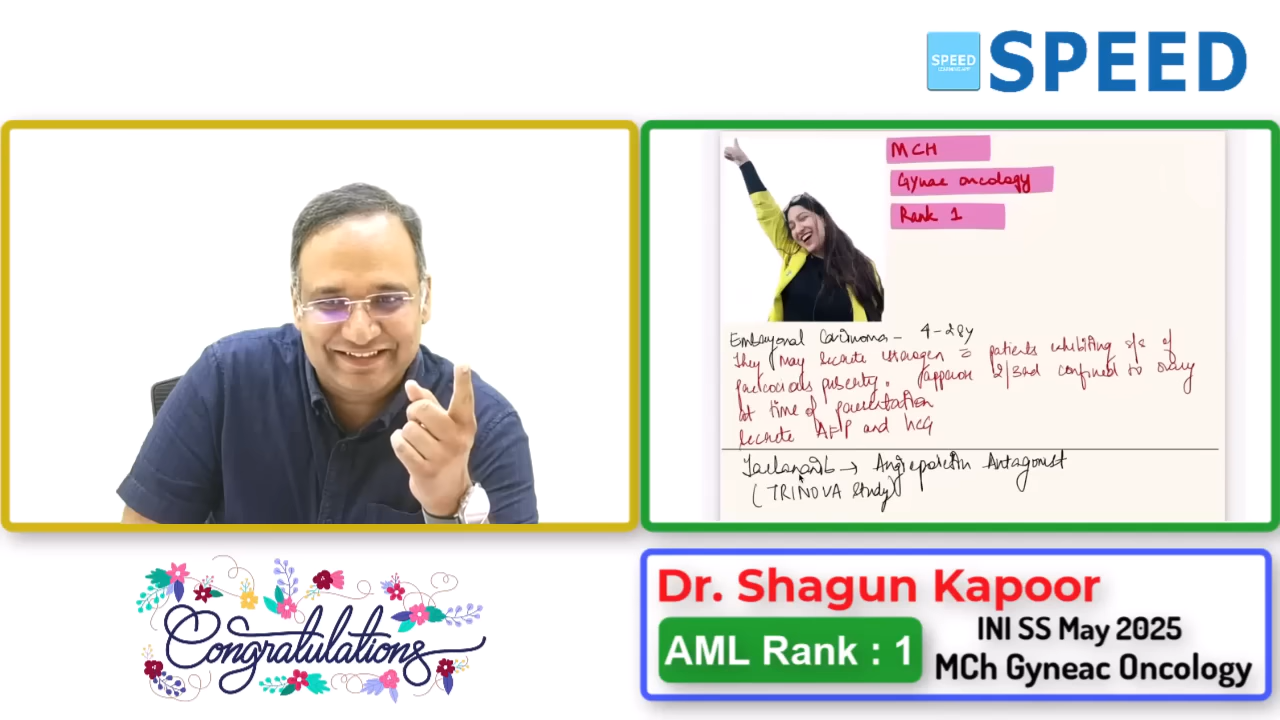 SPEED
SPEED
MCH
Gynae oncology
Rank 1
Embryonal Carcinoma - 4-28y
They may secrete estrogen = patients exhibiting s/s of
precocious puberty. Approx 2/3rd confined to ovary
at time of presentation
Secrete AFP and hCG
→ Angiopoietin Antagonist
(TRINOVA study)
Congratulations
Dr. Shagun Kapoor
AML Rank : 1
INI SS May 2025
MCh Gyneac Oncology